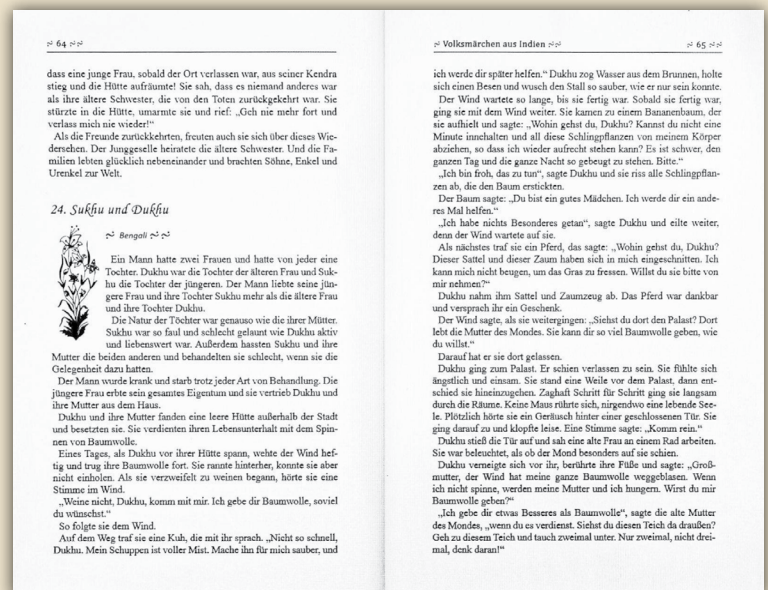 64
dass eine junge Frau, sobald der Ort verlassen war, aus seiner Kendra
stieg und die Hütte aufräumte! Sie sah, dass es niemand anderes war
als ihre ältere Schwester, die von den Toten zurückgekehrt war. Sie
stürzte in die Hütte, umarmte sie und rief: „Geh nie mehr fort und
verlass mich nie wieder!“
Als die Freunde zurückkehrten, freuten auch sie sich über dieses Wie-
dersehen. Der Junggeselle heiratete die ältere Schwester. Und die Fa-
milien lebten glücklich nebeneinander und brachten Söhne, Enkel und
Urenkel zur Welt.
24. Sukhu und Dukhu
Bengali
Ein Mann hatte zwei Frauen und hatte von jeder eine
Tochter. Dukhu war die Tochter der älteren Frau und Suk-
hu die Tochter der jüngeren. Der Mann liebte seine jün-
gere Frau und ihre Tochter Sukhu mehr als die ältere Frau
und ihre Tochter Dukhu.
Die Natur der Töchter war genauso wie die ihrer Mütter.
Sukhu war so faul und schlecht gelaunt wie Dukhu aktiv
und liebenswert war. Außerdem hassten Sukhu und ihre
Mutter die beiden anderen und behandelten sie schlecht, wenn sie die
Gelegenheit dazu hatten.
Der Mann wurde krank und starb trotz jeder Art von Behandlung. Die
jüngere Frau erbte sein gesamtes Eigentum und sie vertrieb Dukhu und
ihre Mutter aus dem Haus.
Dukhu und ihre Mutter fanden eine leere Hütte außerhalb der Stadt
und besetzten sie. Sie verdienten ihren Lebensunterhalt mit dem Spin-
nen von Baumwolle.
Eines Tages, als Dukhu vor ihrer Hütte spann, wehte der Wind hef-
tig und trug ihre Baumwolle fort. Sie rannte hinterher, konnte sie aber
nicht einholen. Als sie verzweifelt zu weinen begann, hörte sie eine
Stimme im Wind.
„Weine nicht, Dukhu, komm mit mir. Ich gebe dir Baumwolle, soviel
du wünschst.“
So folgte sie dem Wind.
Auf dem Weg traf sie eine Kuh, die mit ihr sprach. „Nicht so schnell,
Dukhu. Mein Schuppen ist voller Mist. Mache ihn für mich sauber, und
Volksmärchen aus Indien
65
ich werde dir später helfen.“ Dukhu zog Wasser aus dem Brunnen, holte
sich einen Besen und wusch den Stall so sauber, wie er nur sein konnte.
Der Wind wartete so lange, bis sie fertig war. Sobald sie fertig war,
ging sie mit dem Wind weiter. Sie kamen zu einem Bananenbaum, der
sie aufhielt und sagte: „Wohin gehst du, Dukhu? Kannst du nicht eine
Minute innehalten und all diese Schlingpflanzen von meinem Körper
abziehen, so dass ich wieder aufrecht stehen kann? Es ist schwer, den
ganzen Tag und die ganze Nacht so gebeugt zu stehen. Bitte.“
„Ich bin froh, das zu tun“, sagte Dukhu und sie riss alle Schlingpflan-
zen ab, die den Baum erstickten.
Der Baum sagte: „Du bist ein gutes Mädchen. Ich werde dir ein ande-
res Mal helfen.“
„Ich habe nichts Besonderes getan“, sagte Dukhu und eilte weiter,
denn der Wind wartete auf sie.
Als nächstes traf sie ein Pferd, das sagte: „Wohin gehst du, Dukhu?
Dieser Sattel und dieser Zaum haben sich in mich eingeschnitten. Ich
kann mich nicht beugen, um das Gras zu fressen. Willst du sie bitte von
mir nehmen?“
Dukhu nahm ihm Sattel und Zaumzeug ab. Das Pferd war dankbar
und versprach ihr ein Geschenk.
Der Wind sagte, als sie weitergingen: „Siehst du dort den Palast? Dort
lebt die Mutter des Mondes. Sie kann dir so viel Baumwolle geben, wie
du willst.“
Darauf hat er sie dort gelassen.
Dukhu ging zum Palast. Er schien verlassen zu sein. Sie fühlte sich
ängstlich und einsam. Sie stand eine Weile vor dem Palast, dann ent-
schied sie hineinzugehen. Zaghaft Schritt für Schritt ging sie langsam
durch die Räume. Keine Maus rührte sich, nirgendwo eine lebende See-
le. Plötzlich hörte sie ein Geräusch hinter einer geschlossenen Tür. Sie
ging darauf zu und klopfte leise. Eine Stimme sagte: „Komm rein.“
Dukhu stieß die Tür auf und sah eine alte Frau an einem Rad arbeiten.
Sie war beleuchtet, als ob der Mond besonders auf sie schien.
Dukhu verneigte sich vor ihr, berührte ihre Füße und sagte: „Groß-
mutter, der Wind hat meine ganze Baumwolle weggeblasen. Wenn
ich nicht spinne, werden meine Mutter und ich hungern. Wirst du mir
Baumwolle geben?“
„Ich gebe dir etwas Besseres als Baumwolle“, sagte die alte Mutter
des Mondes, „wenn du es verdienst. Siehst du diesen Teich da draußen?
Geh zu diesem Teich und tauch zweimal unter. Nur zweimal, nicht drei-
mal, denk daran!“